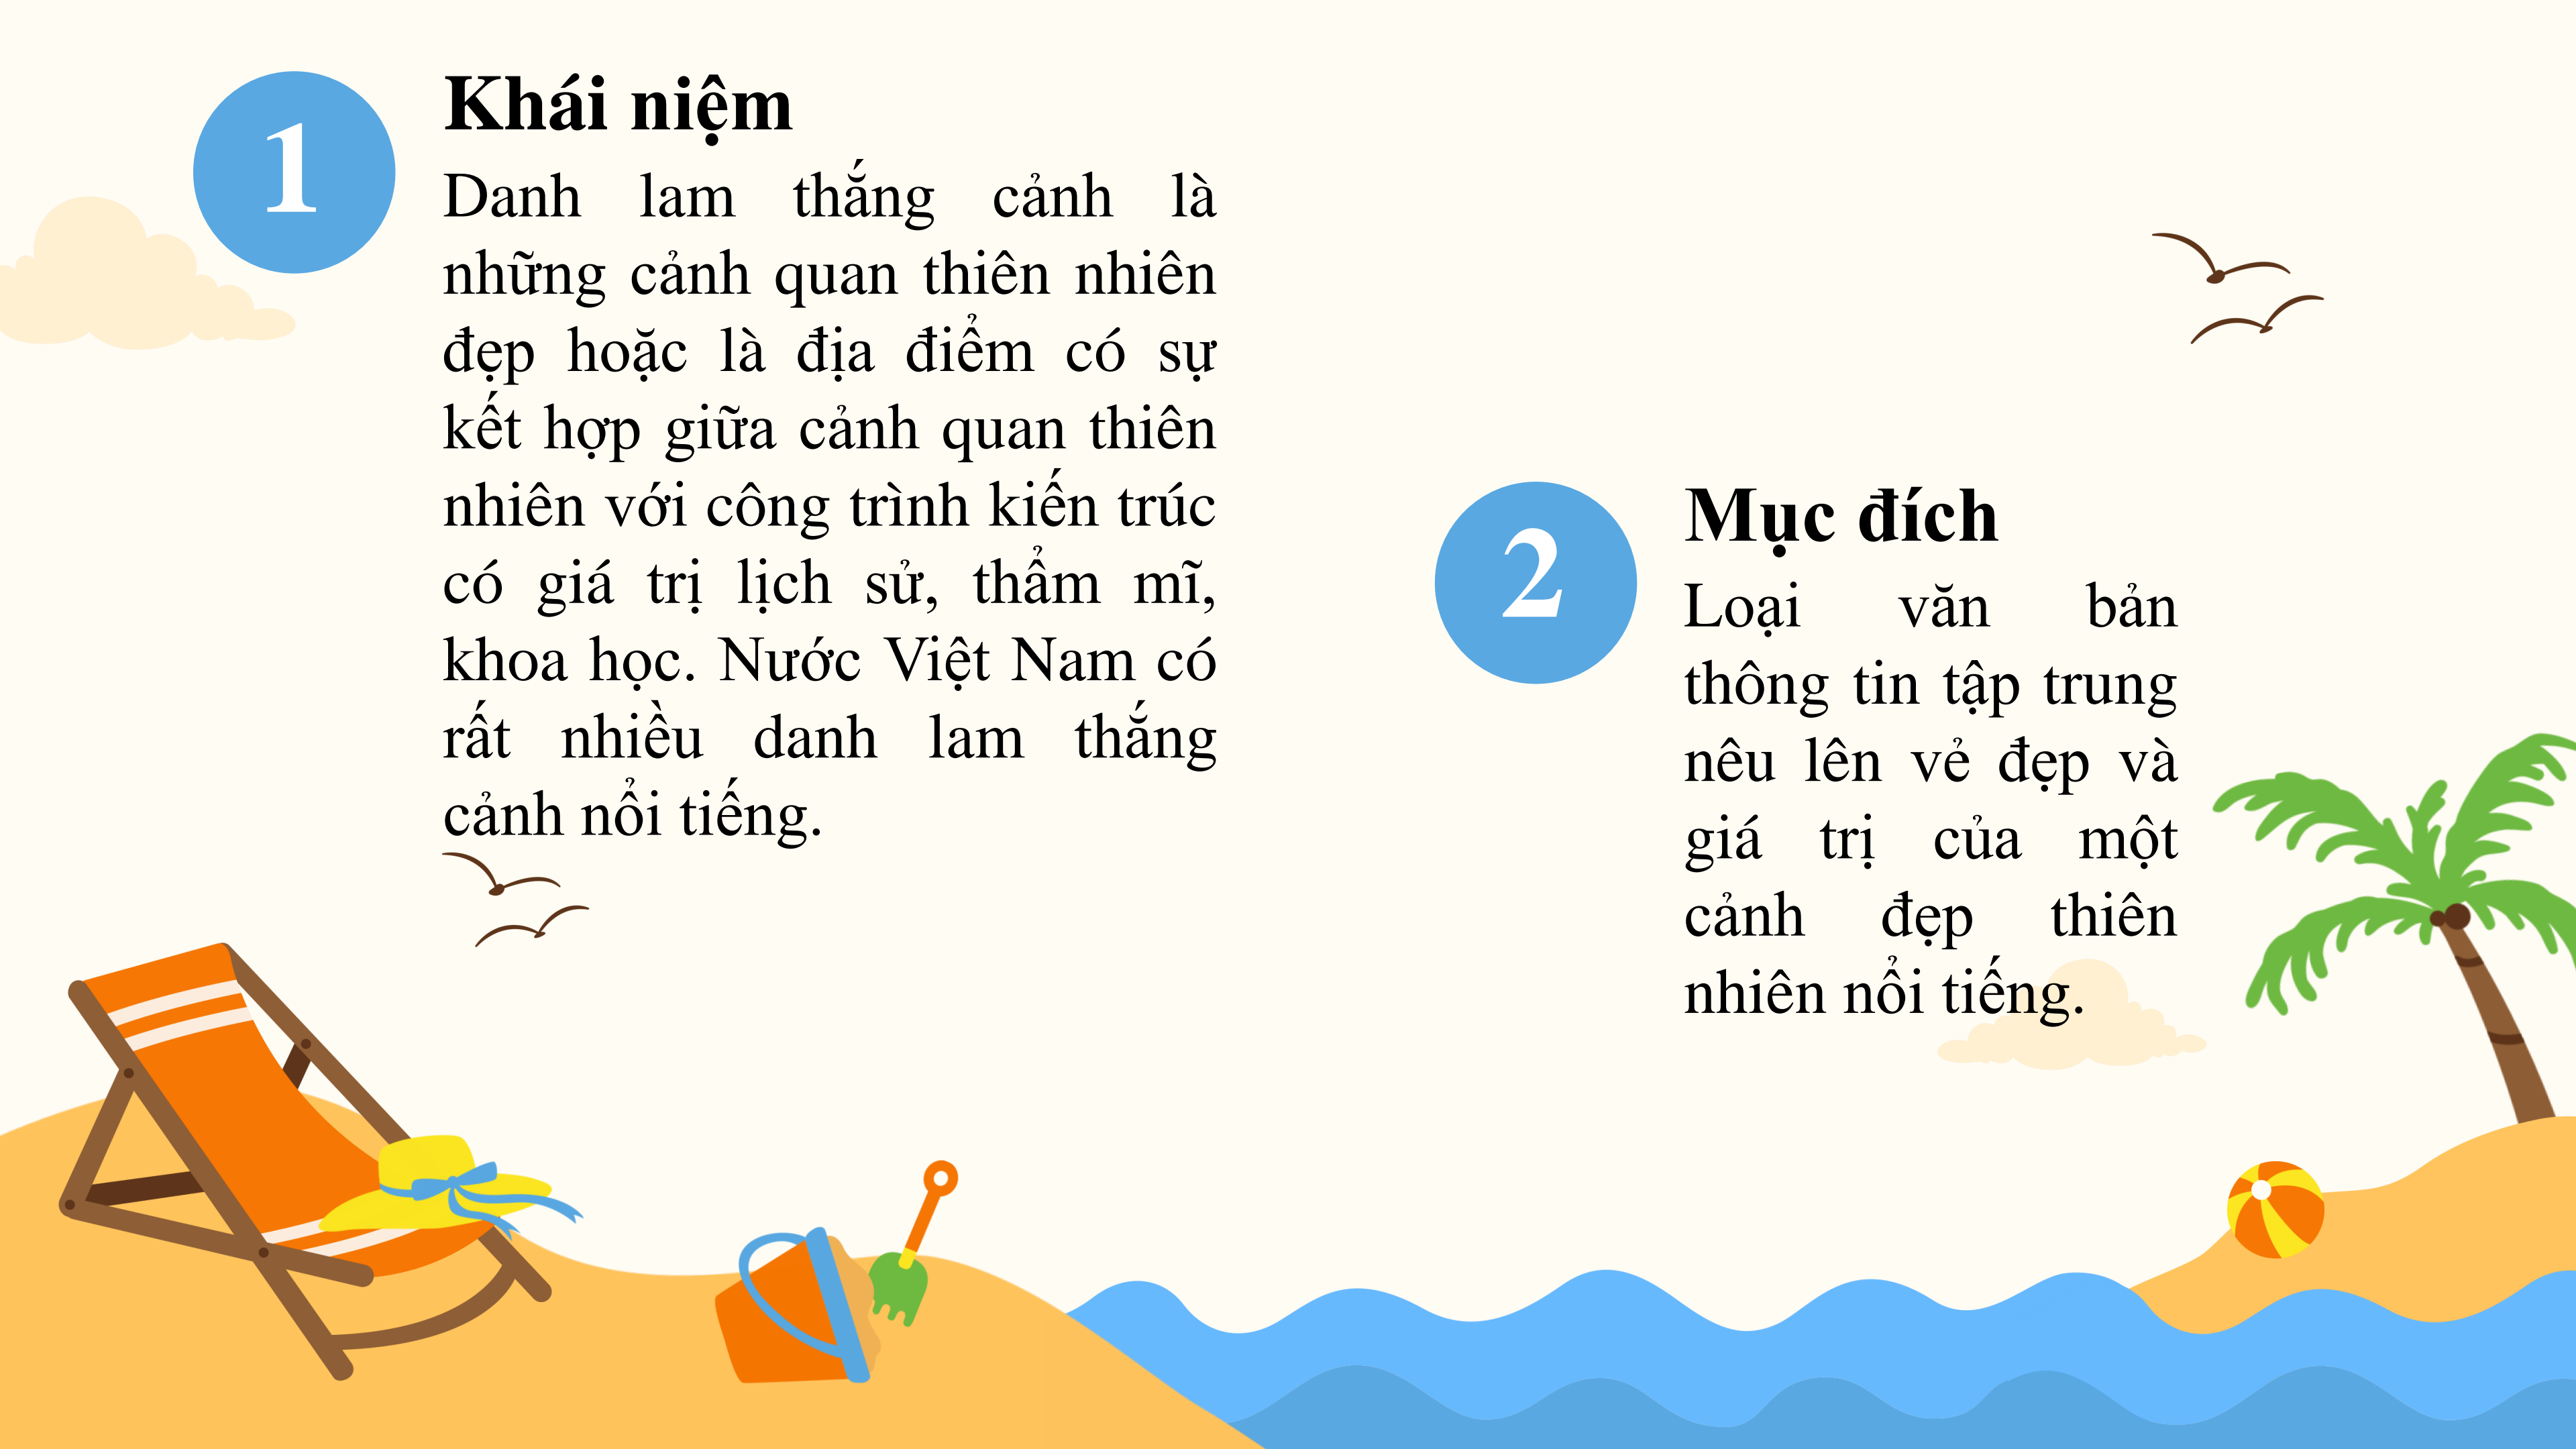 1
Khái niệm
Danh lam thắng cảnh là
những cảnh quan thiên nhiên
đẹp hoặc là địa điểm có sự
kết hợp giữa cảnh quan thiên
nhiên với công trình kiến trúc
có giá trị lịch sử, thẩm mĩ,
khoa học. Nước Việt Nam có
rất nhiều danh lam thắng
cảnh nổi tiếng.
2
Mục đích
Loại văn bản
thông tin tập trung
nêu lên vẻ đẹp và
giá trị của một
cảnh đẹp thiên
nhiên nổi tiếng.